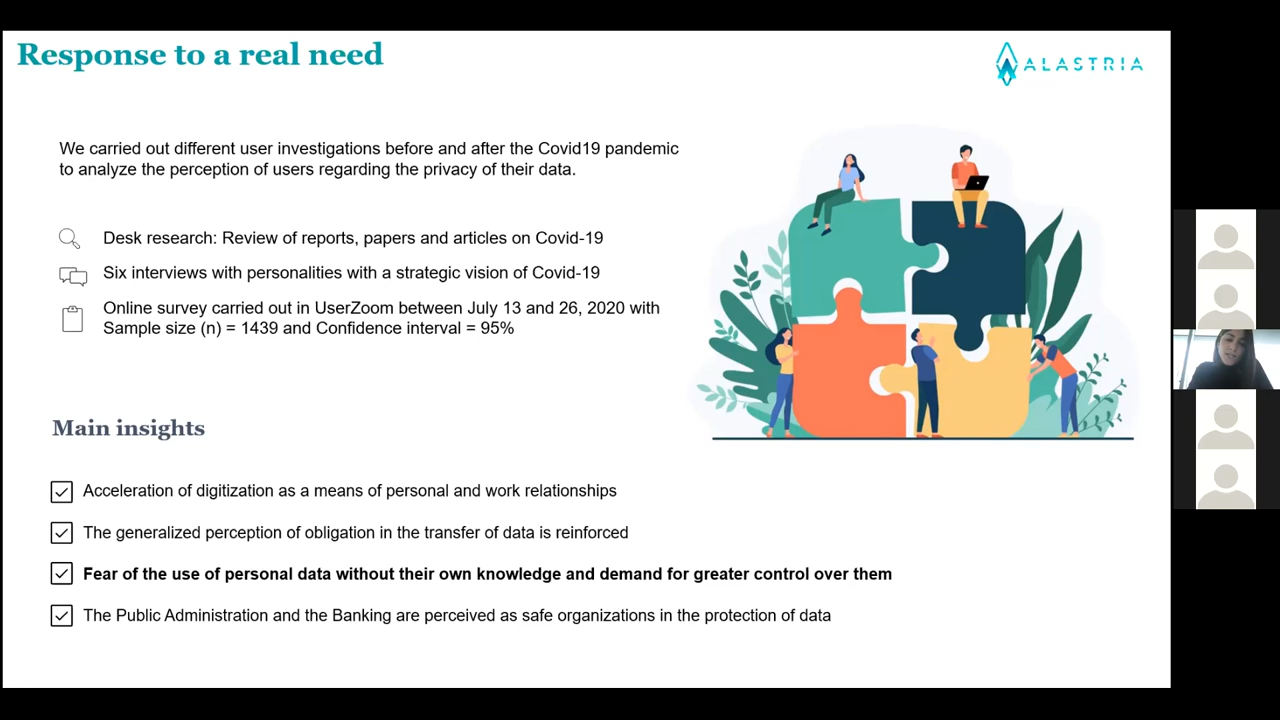 Response to a real need
ALASTRIA
We carried out different user investigations before and after the Covid19 pandemic
to analyze the perception of users regarding the privacy of their data.
Desk research: Review of reports, papers and articles on Covid-19
Six interviews with personalities with a strategic vision of Covid-19
Online survey carried out in UserZoom between July 13 and 26, 2020 with
Sample size (n) = 1439 and Confidence interval = 95%
Main insights
Acceleration of digitization as a means of personal and work relationships
The generalized perception of obligation in the transfer of data is reinforced
Fear of the use of personal data without their own knowledge and demand for greater control over them
The Public Administration and the Banking are perceived as safe organizations in the protection of data